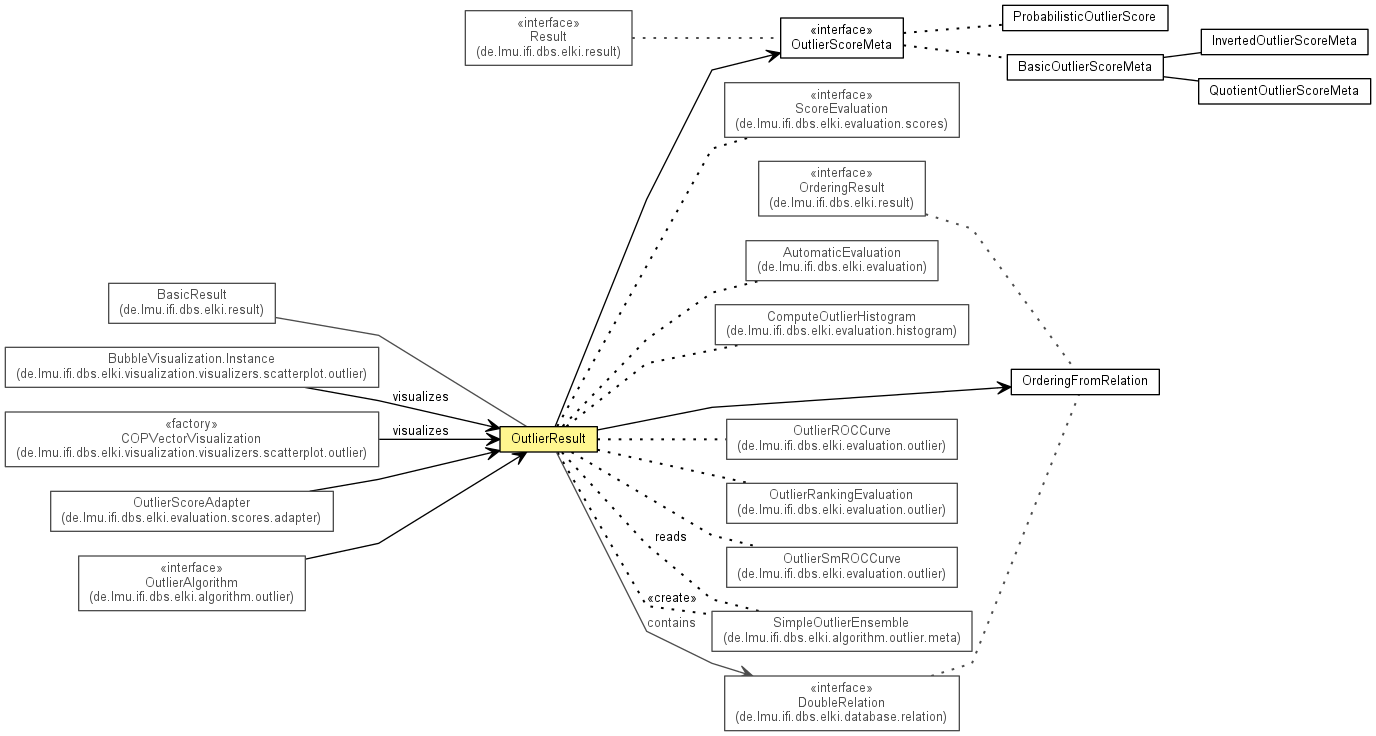 «interface»
Result
(de.lmu.ifi.dbs.elki.result)
«interface»
OutlierScoreMeta
ProbabilisticOutlierScore
BasicOutlierScoreMeta
InvertedOutlierScoreMeta
QuotientOutlierScoreMeta
«interface»
ScoreEvaluation
(de.lmu.ifi.dbs.elki.evaluation.scores)
«interface»
OrderingResult
(de.lmu.ifi.dbs.elki.result)
AutomaticEvaluation
(de.lmu.ifi.dbs.elki.evaluation)
BasicResult
(de.lmu.ifi.dbs.elki.result)
ComputeOutlierHistogram
(de.lmu.ifi.dbs.elki.evaluation.histogram)
BubbleVisualization.Instance
(de.lmu.ifi.dbs.elki.visualization.visualizers.scatterplot.outlier)
visualizes
OrderingFromRelation
«factory»
COPVectorVisualization
(de.lmu.ifi.dbs.elki.visualization.visualizers.scatterplot.outlier)
visualizes
OutlierResult
OutlierROCCurve
(de.lmu.ifi.dbs.elki.evaluation.outlier)
OutlierScoreAdapter
(de.lmu.ifi.dbs.elki.evaluation.scores.adapter)
OutlierRankingEvaluation
(de.lmu.ifi.dbs.elki.evaluation.outlier)
reads
OutlierSmROCCurve
(de.lmu.ifi.dbs.elki.evaluation.outlier)
«interface»
OutlierAlgorithm
(de.lmu.ifi.dbs.elki.algorithm.outlier)
«create»
contains
SimpleOutlierEnsemble
(de.lmu.ifi.dbs.elki.algorithm.outlier.meta)
«interface»
DoubleRelation
(de.lmu.ifi.dbs.elki.database.relation)